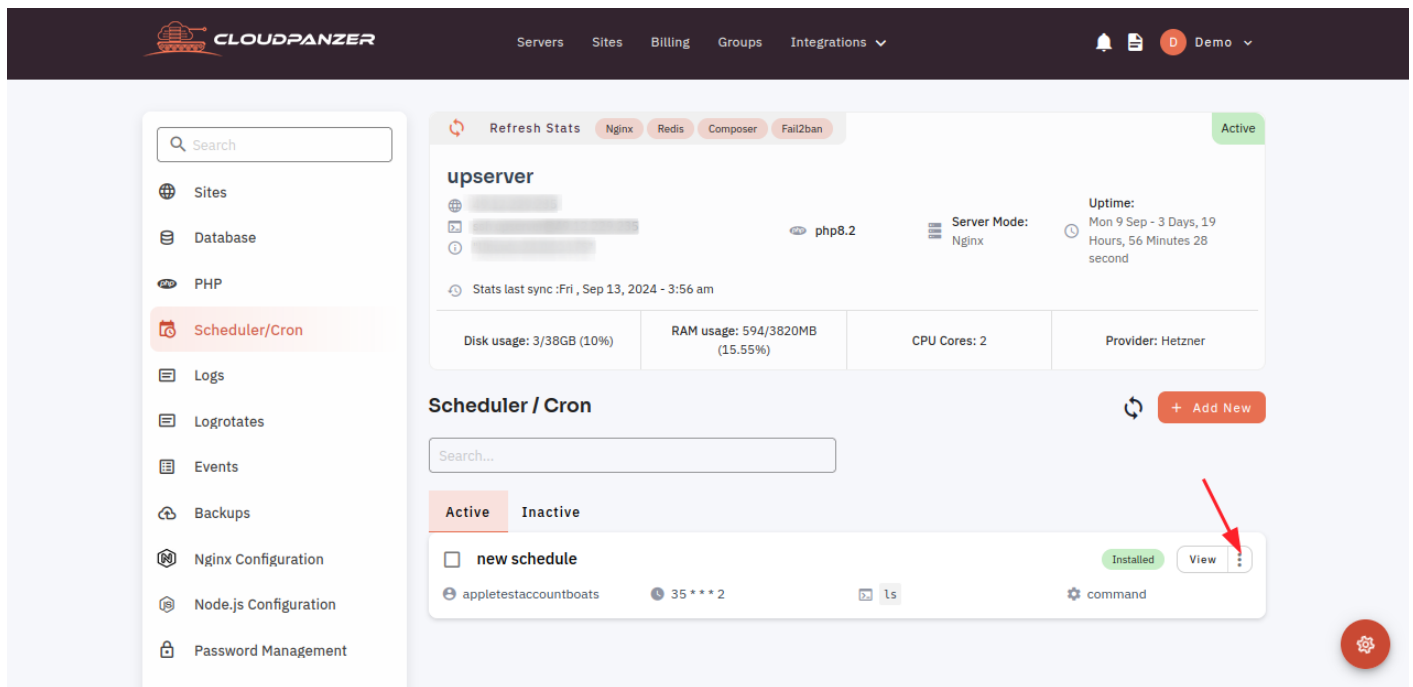 CLOUDPANZER
Servers Sites Billing Groups Integrations
D Demo
Search
Sites
Database
php PHP
Scheduler/Cron
Logs
Logrotates
Events
Backups
N Nginx Configuration
JS Node.js Configuration
Password Management
Refresh Stats Nginx Redis Composer Fail2ban Active
upserver
php php8.2
Server Mode:
Nginx
Uptime:
Mon 9 Sep - 3 Days, 19
Hours, 56 Minutes 28
second
Stats last sync :Fri , Sep 13, 2024 - 3:56 am
Disk usage: 3/38GB (10%)
RAM usage: 594/3820MB
(15.55%)
CPU Cores: 2
Provider: Hetzner
Scheduler / Cron
+ Add New
Search...
Active Inactive
new schedule Installed View
appletestaccountboats 35 * * * 2 ls command